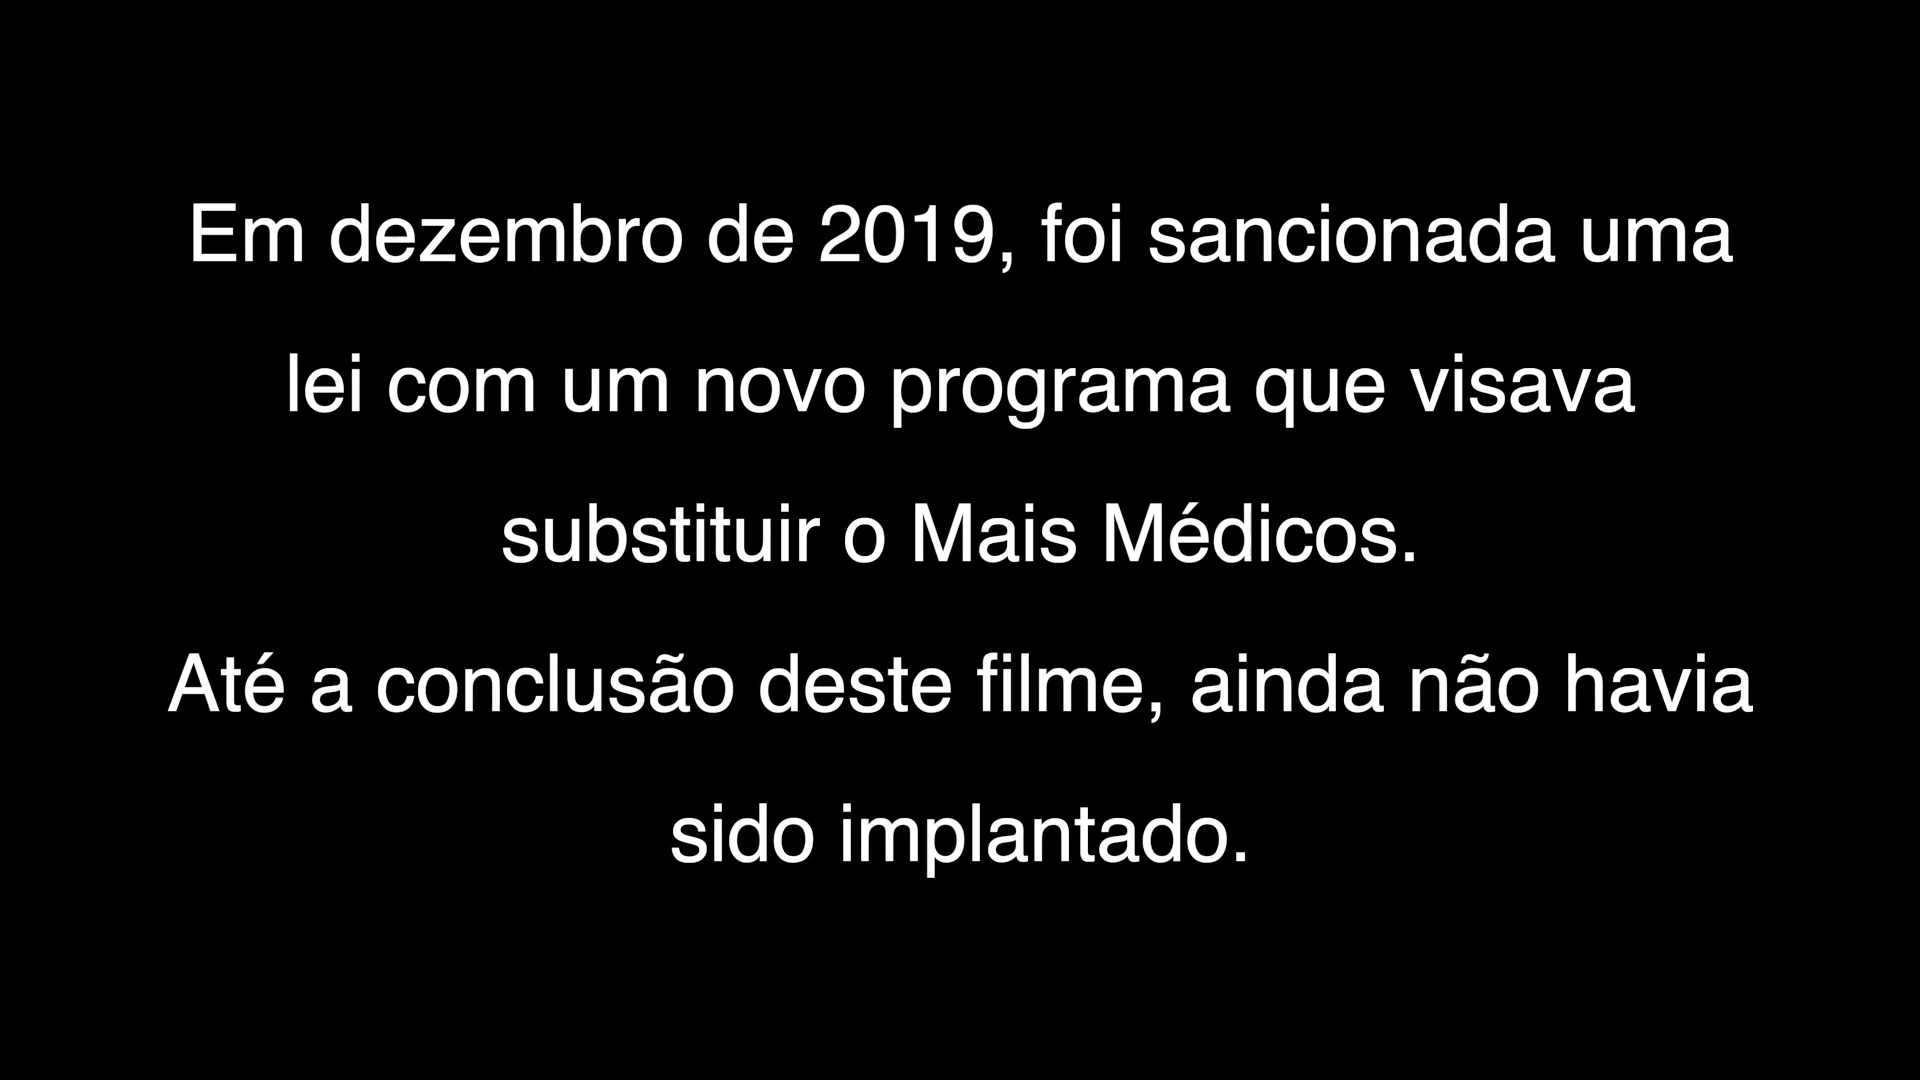 Em dezembro de 2019, foi sancionada uma
lei com um novo programa que visava
substituir o Mais Médicos.
Até a conclusão deste filme, ainda não havia
sido implantado.